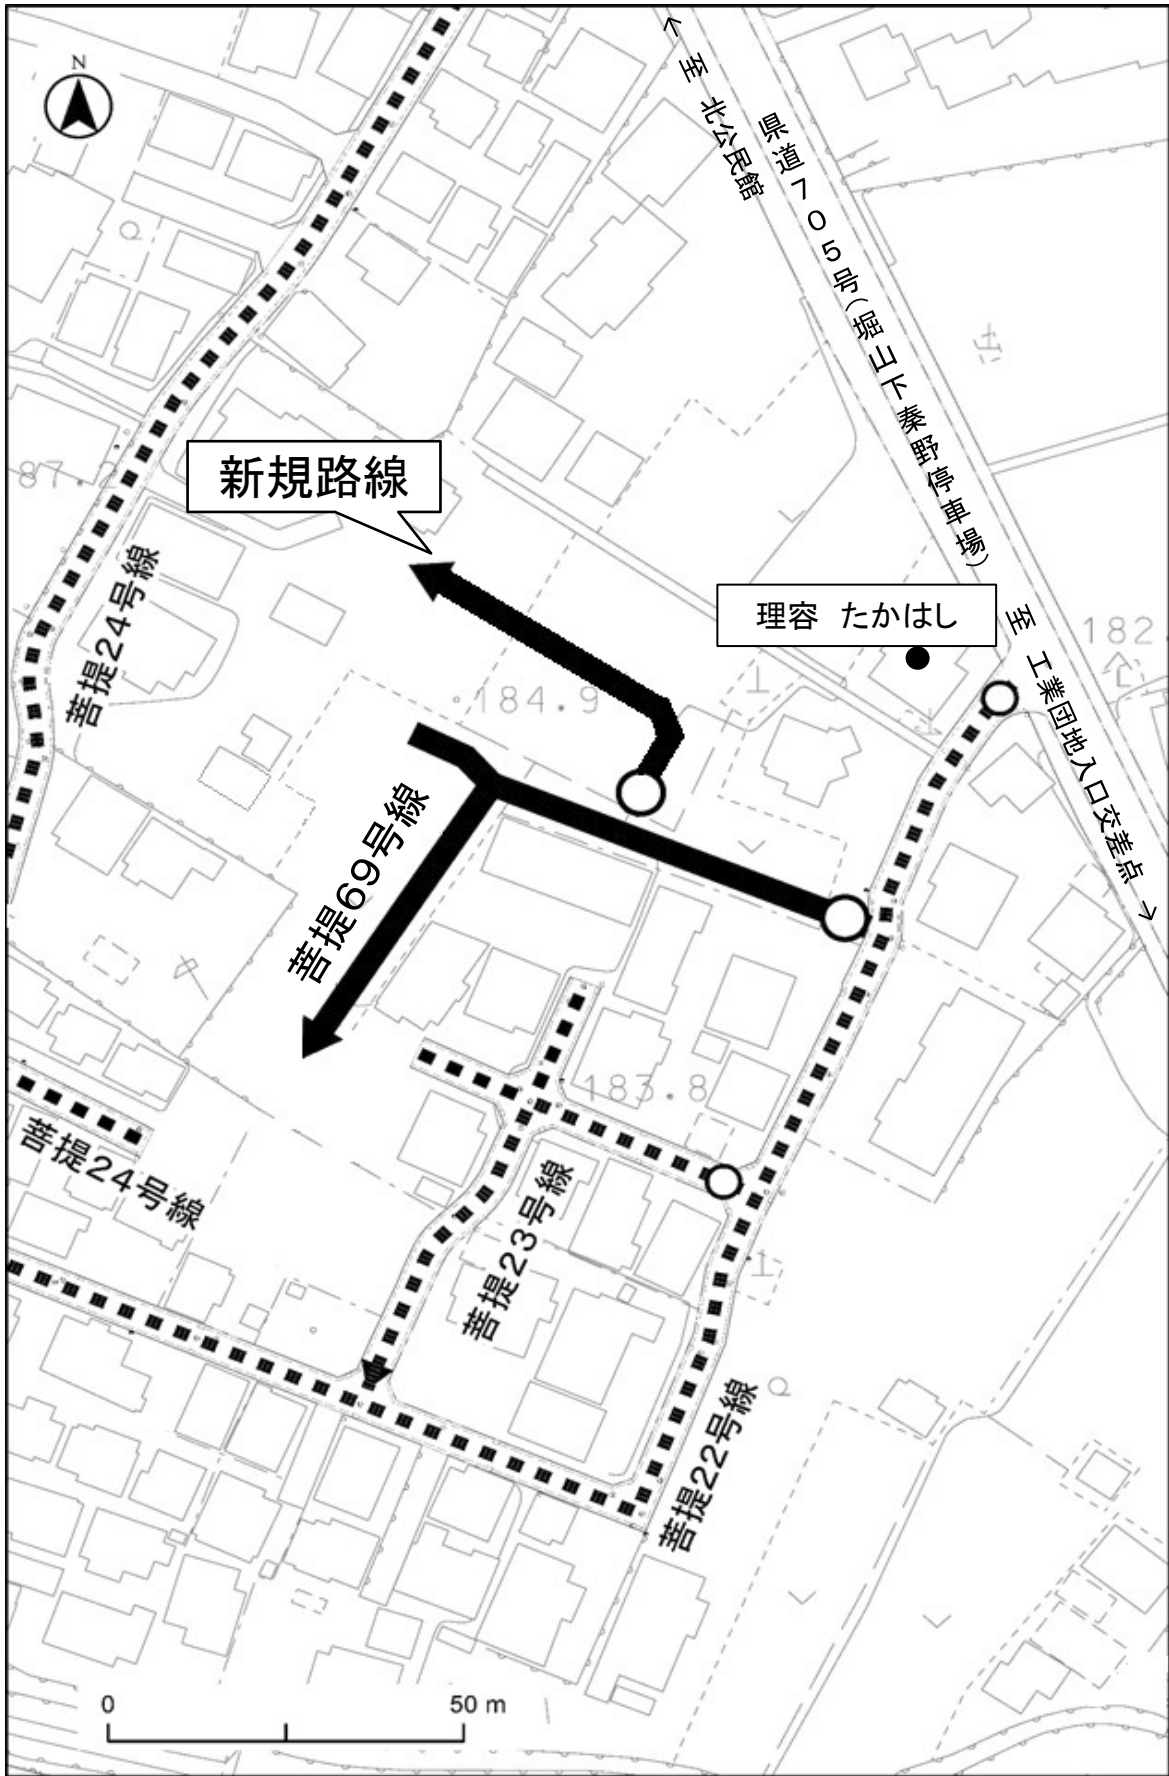 N
至 北公民館
県道705号(堀山下秦野停車場)
新規路線
87.2
菩提24号線
理容 たかはし
至 工業団地入口交差点
182
184.9
菩提69号線
183.8
菩提24号線
菩提23号線
菩提22号線
0
50 m